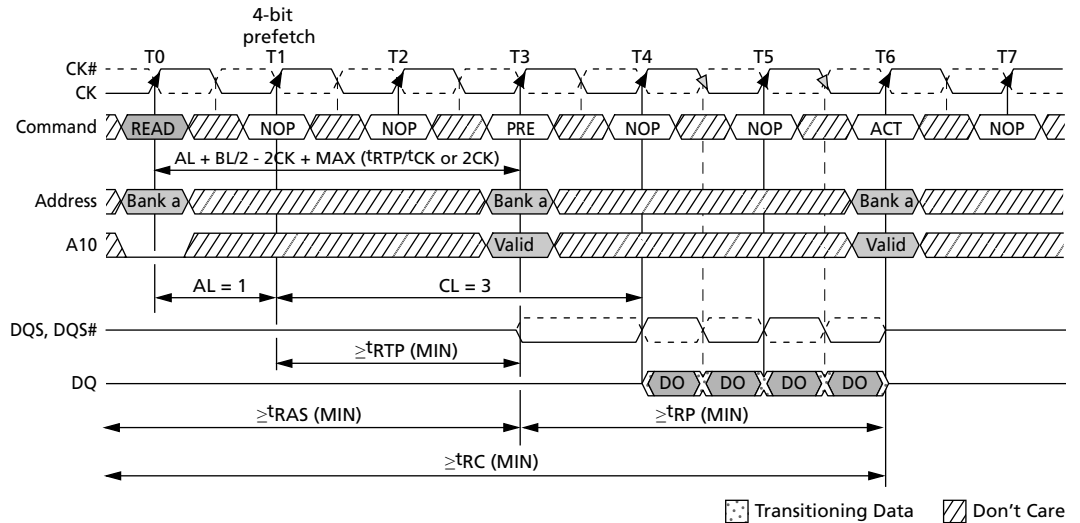 4-bit
prefetch
T0 T1 T2 T3 T4 T5 T6 T7
CK#
CK
Command READ NOP NOP PRE NOP NOP ACT NOP
AL + BL/2 - 2CK + MAX (tRTP/tCK or 2CK)
Address Bank a Bank a Bank a
A10 Valid Valid
AL = 1 CL = 3
DQS, DQS#
≥tRTP (MIN)
DQ DO DO DO DO
≥tRAS (MIN) ≥tRP (MIN)
≥tRC (MIN)
Transitioning Data Don't Care